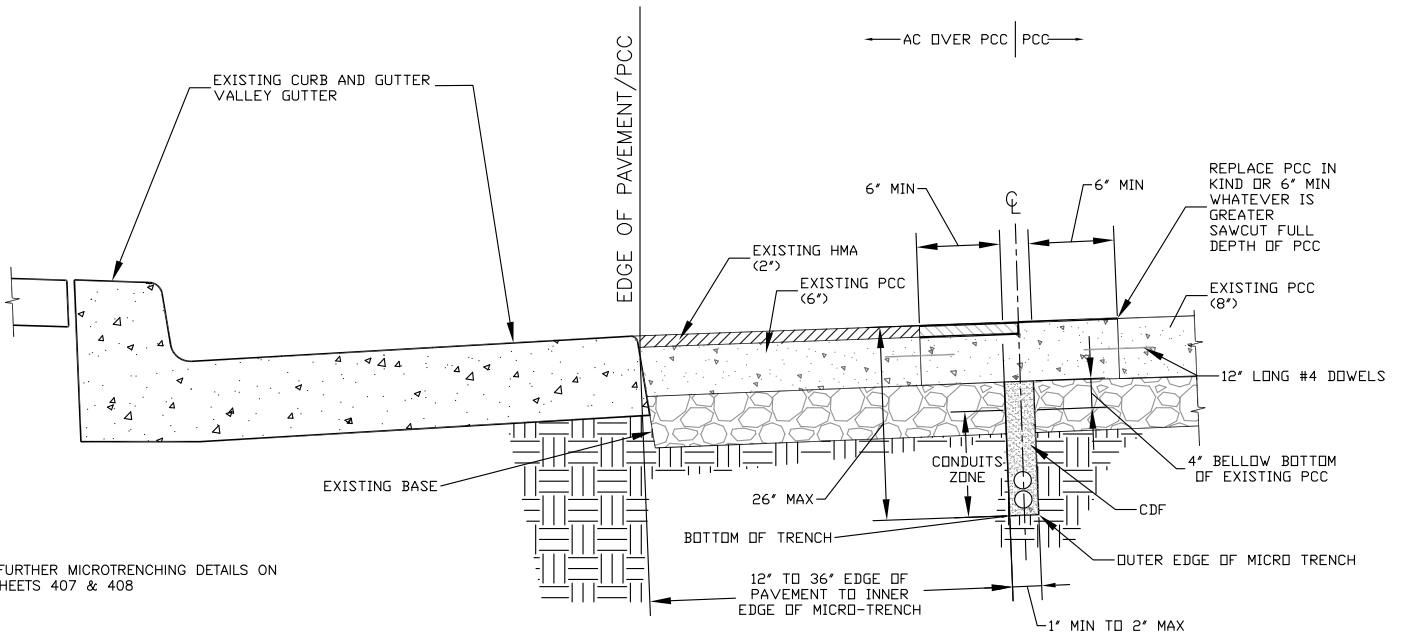 AC OVER PCC
PCC
EXISTING CURB AND GUTTER
VALLEY GUTTER
EDGE OF PAVEMENT/PCC
REPLACE PCC IN
KIND OR 6" MIN
WHATEVER IS
GREATER
SAWCUT FULL
DEPTH OF PCC
6" MIN
CL
6" MIN
EXISTING HMA
(2")
EXISTING PCC
(6")
EXISTING PCC
(8")
12" LONG #4 DOWELS
CONDUITS
ZONE
4" BELLOW BOTTOM
OF EXISTING PCC
EXISTING BASE
26" MAX
CDF
BOTTOM OF TRENCH
OUTER EDGE OF MICRO TRENCH
FURTHER MICROTRENCHING DETAILS ON
HEETS 407 & 408
12" TO 36" EDGE OF
PAVEMENT TO INNER
EDGE OF MICRO-TRENCH
1" MIN TO 2" MAX